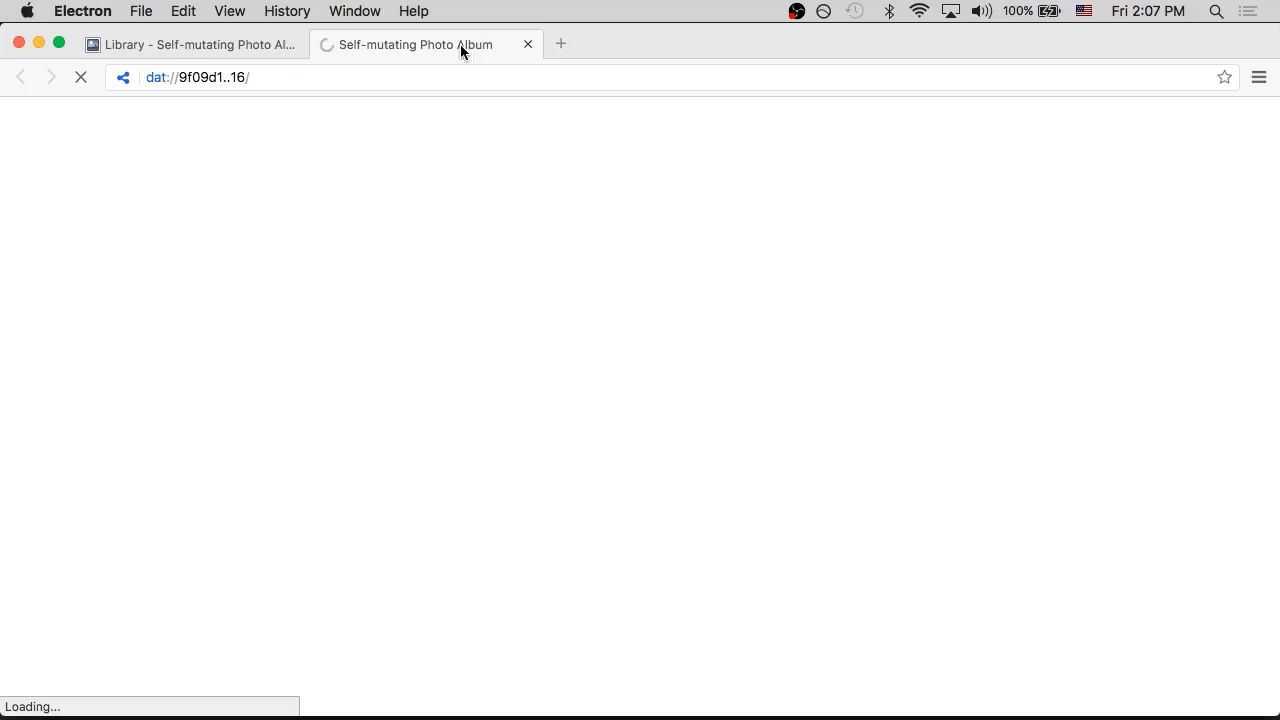 Electron File Edit View History Window Help 100% Fri 2:07 PM
Library - Self-mutating Photo Al... Self-mutating Photo Album
dat://9f09d1..16/
Loading...